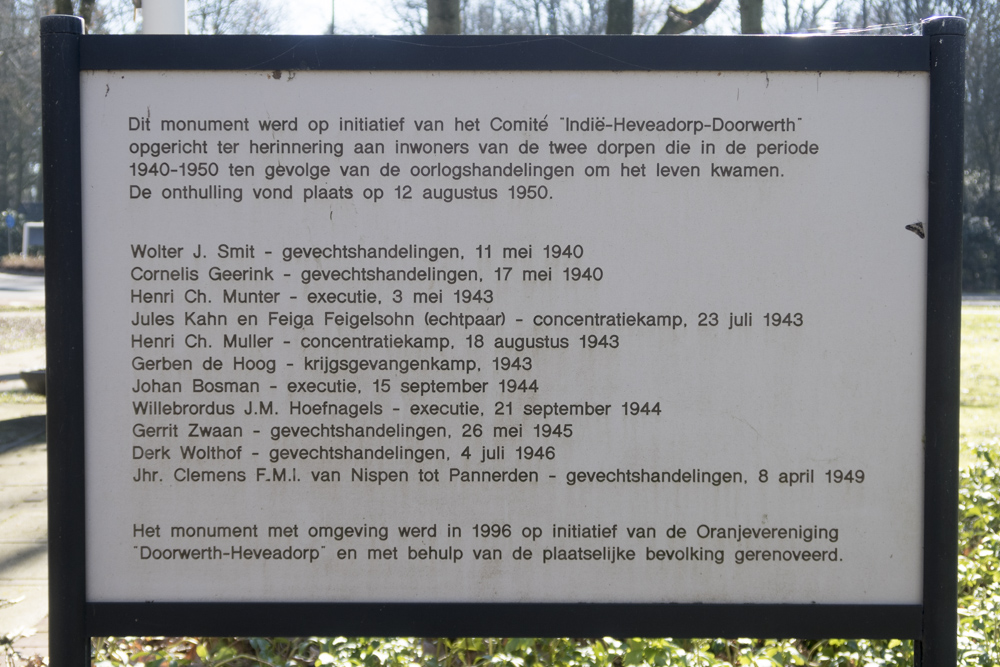 Dit monument werd op initiatief van het Comité "Indië-Heveadorp-Doorwerth"
opgericht ter herinnering aan inwoners van de twee dorpen die in de periode
1940-1950 ten gevolge van de oorlogshandelingen om het leven kwamen.
De onthulling vond plaats op 12 augustus 1950.
Wolter J. Smit - gevechtshandelingen, 11 mei 1940
Cornelis Geerink - gevechtshandelingen, 17 mei 1940
Henri Ch. Munter - executie, 3 mei 1943
Jules Kahn en Feiga Feigelsohn (echtpaar) - concentratiekamp, 23 juli 1943
Henri Ch. Muller - concentratiekamp, 18 augustus 1943
Gerben de Hoog - krijgsgevangenkamp, 1943
Johan Bosman - executie, 15 september 1944
Willebrordus J.M. Hoefnagels - executie, 21 september 1944
Gerrit Zwaan - gevechtshandelingen, 26 mei 1945
Derk Wolthof - gevechtshandelingen, 4 juli 1946
Jhr. Clemens F.M.I. van Nispen tot Pannerden - gevechtshandelingen, 8 april 1949
Het monument met omgeving werd in 1996 op initiatief van de Oranjevereniging
"Doorwerth-Heveadorp" en met behulp van de plaatselijke bevolking gerenoveerd.